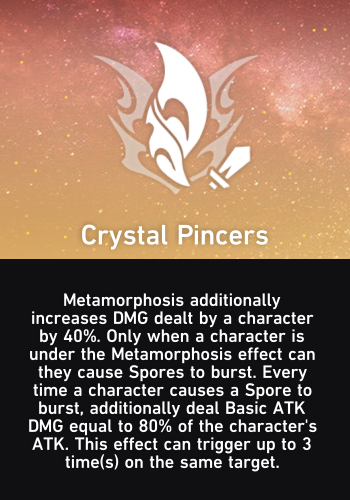 Crystal Pincers
Metamorphosis additionally
increases DMG dealt by a character
by 40%. Only when a character is
under the Metamorphosis effect can
they cause Spores to burst. Every
time a character causes a Spore to
burst, additionally deal Basic ATK
DMG equal to 80% of the character's
ATK. This effect can trigger up to 3
time(s) on the same target.